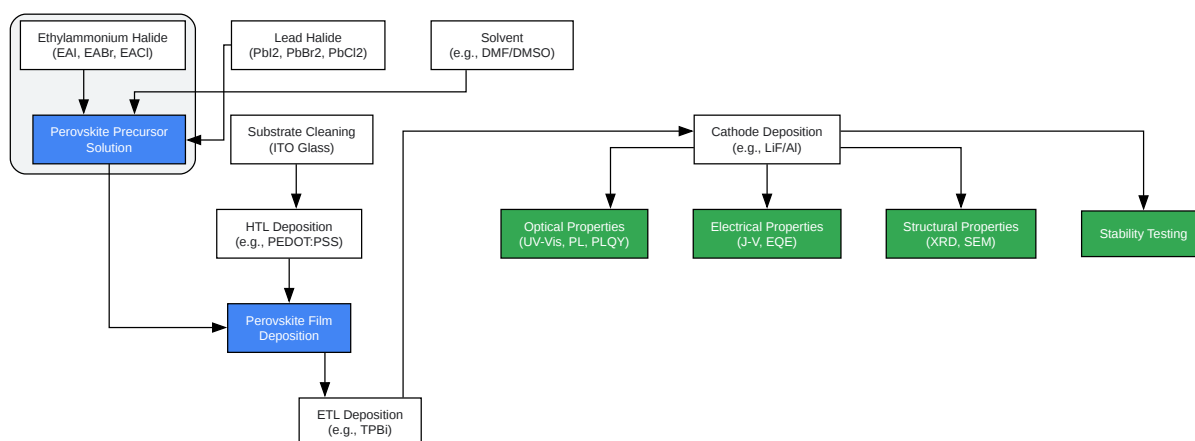 Ethylammonium Halide
(EAI, EABr, EACl)
Lead Halide
(PbI2, PbBr2, PbCl2)
Solvent
(e.g., DMF/DMSO)
Perovskite Precursor
Solution
Substrate Cleaning
(ITO Glass)
Cathode Deposition
(e.g., LiF/Al)
HTL Deposition
(e.g., PEDOT:PSS)
Optical Properties
(UV-Vis, PL, PLQY)
Electrical Properties
(J-V, EQE)
Structural Properties
(XRD, SEM)
Stability Testing
Perovskite Film
Deposition
ETL Deposition
(e.g., TPBi)